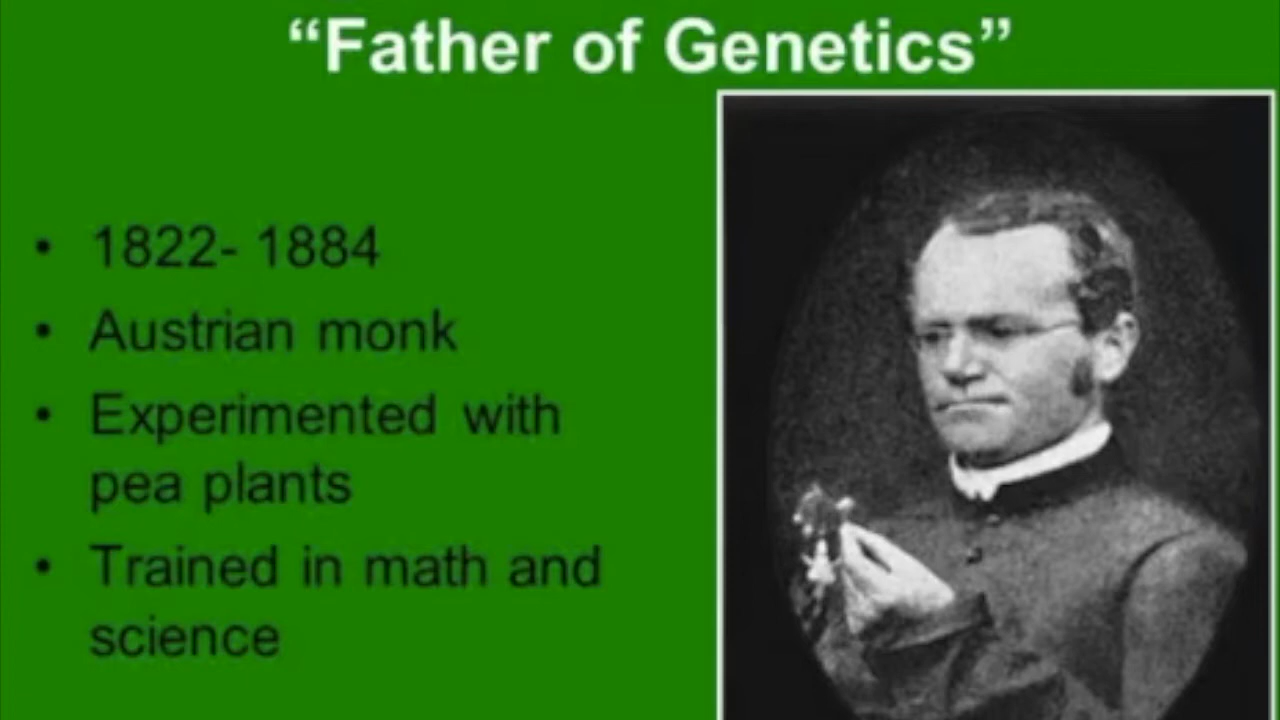 “Father of Genetics”
• 1822- 1884
• Austrian monk
• Experimented with
pea plants
• Trained in math and
science